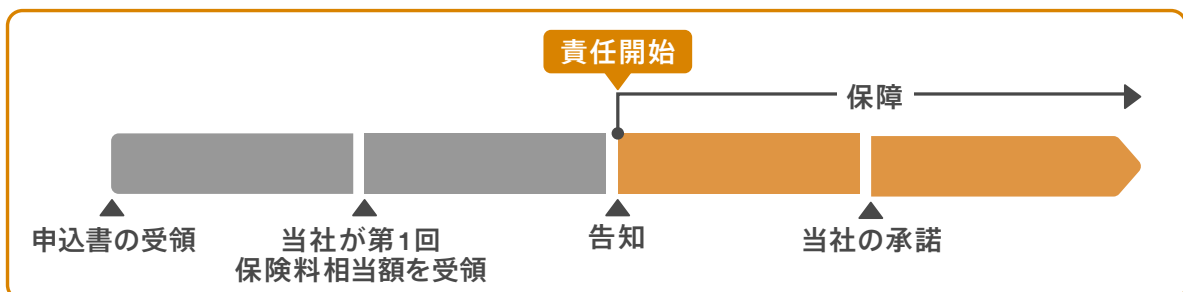 責任開始
保障
申込書の受領
当社が第1回
保険料相当額を受領
告知
当社の承諾